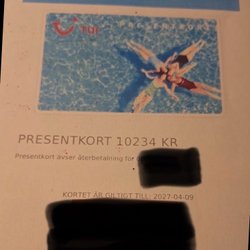 TUI
PRESENTKORT
PRESENTKORT 10234 KR
Presentkort avser återbetalning för
KORTET ÄR GILTIGT TILL 2027-04-09